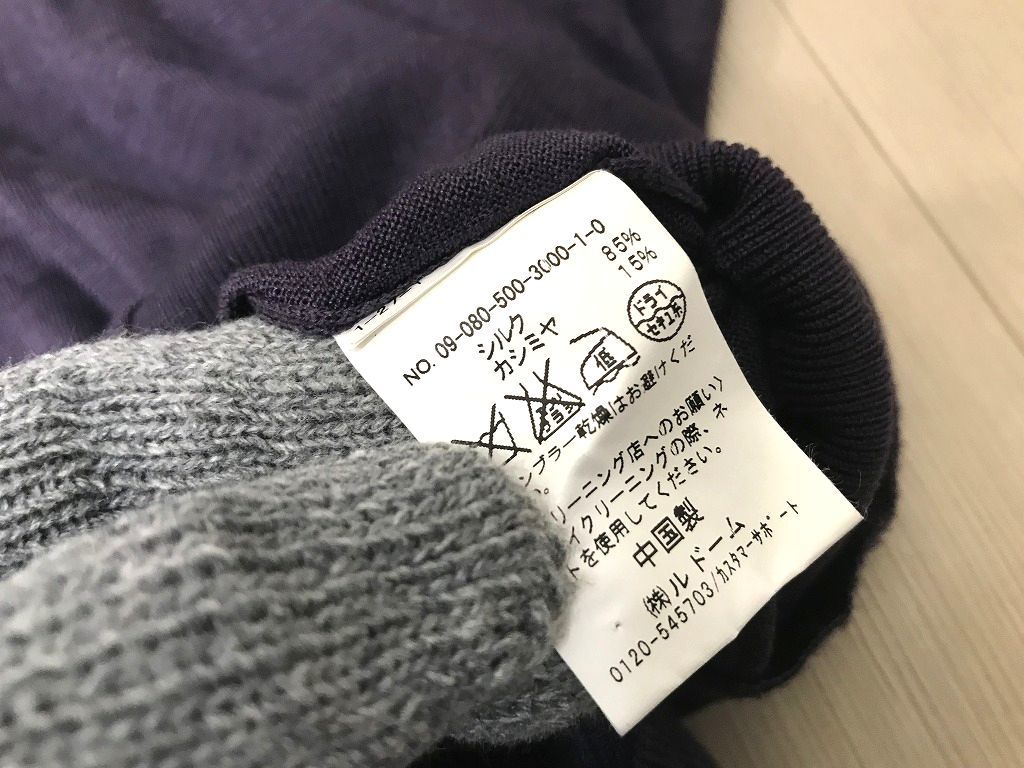 NO. 09-080-500-3000-1-0
シルク 85%
カシミヤ 15%
低
ドライ
セキユ系
ンブラー乾燥はお避けくだ
い。
リーニング店へのお願い〉
イクリーニングの際、ネ
トを使用してください。
中国製
㈱ルドーム
0120-545703/カスタマーサポート